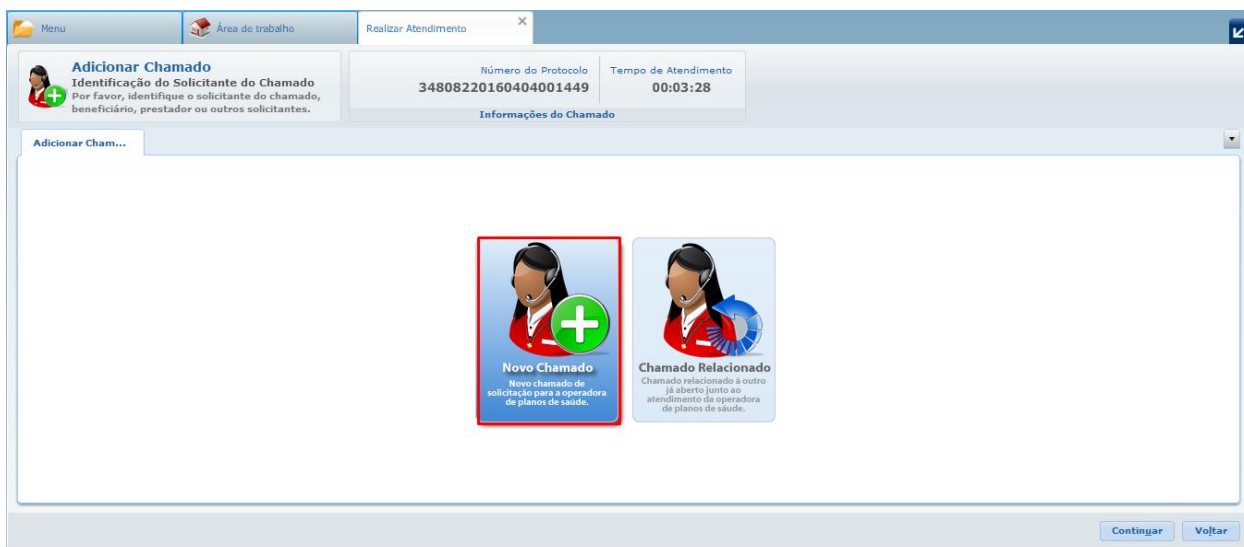 Menu
Área de trabalho
Realizar Atendimento
Adicionar Chamado
Identificação do Solicitante do Chamado
Por favor, identifique o solicitante do chamado,
beneficiário, prestador ou outros solicitantes.
Número do Protocolo
34808220160404001449
Tempo de Atendimento
00:03:28
Informações do Chamado
Adicionar Cham...
Novo Chamado
Novo chamado de
solicitação para a operadora
de planos de saúde.
Chamado Relacionado
Chamado relacionado à outro
já aberto junto ao
atendimento da operadora
de planos de sáude.
Continuar
Voltar